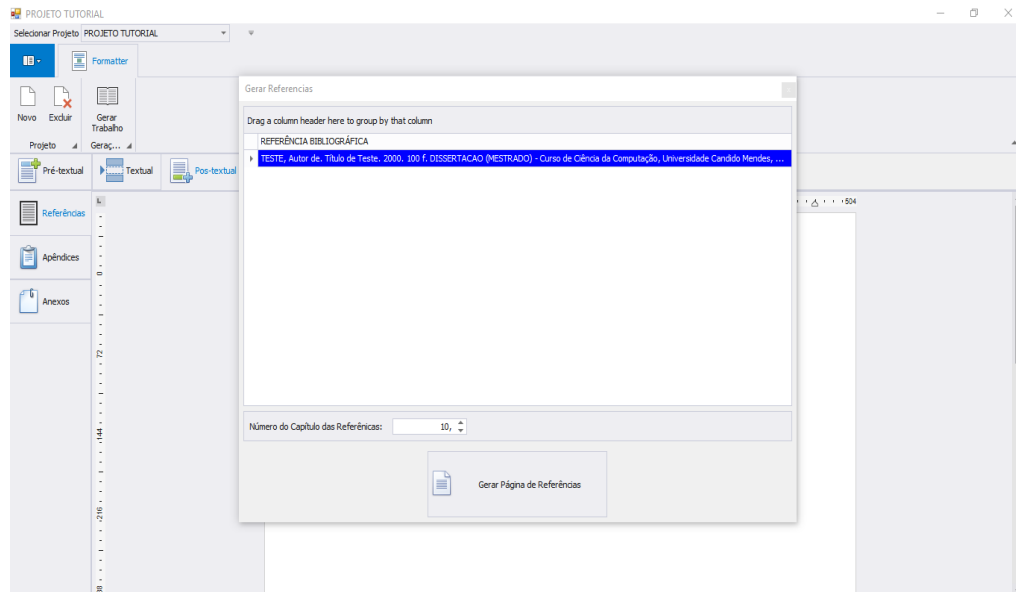 PROJETO TUTORIAL
Selecionar Projeto PROJETO TUTORIAL
Formatter
Novo Excluir Gerar Trabalho
Projeto Geraç...
Pré-textual Textual Pos-textual
Referências
Apêndices
Anexos
L
504
0
72
144
216
Gerar Referencias
Drag a column header here to group by that column
REFERÊNCIA BIBLIOGRÁFICA
TESTE, Autor de. Título de Teste. 2000. 100 f. DISSERTACAO (MESTRADO) - Curso de Ciência da Computação, Universidade Candido Mendes, ...
Número do Capítulo das Referênicas: 10,
Gerar Página de Referências